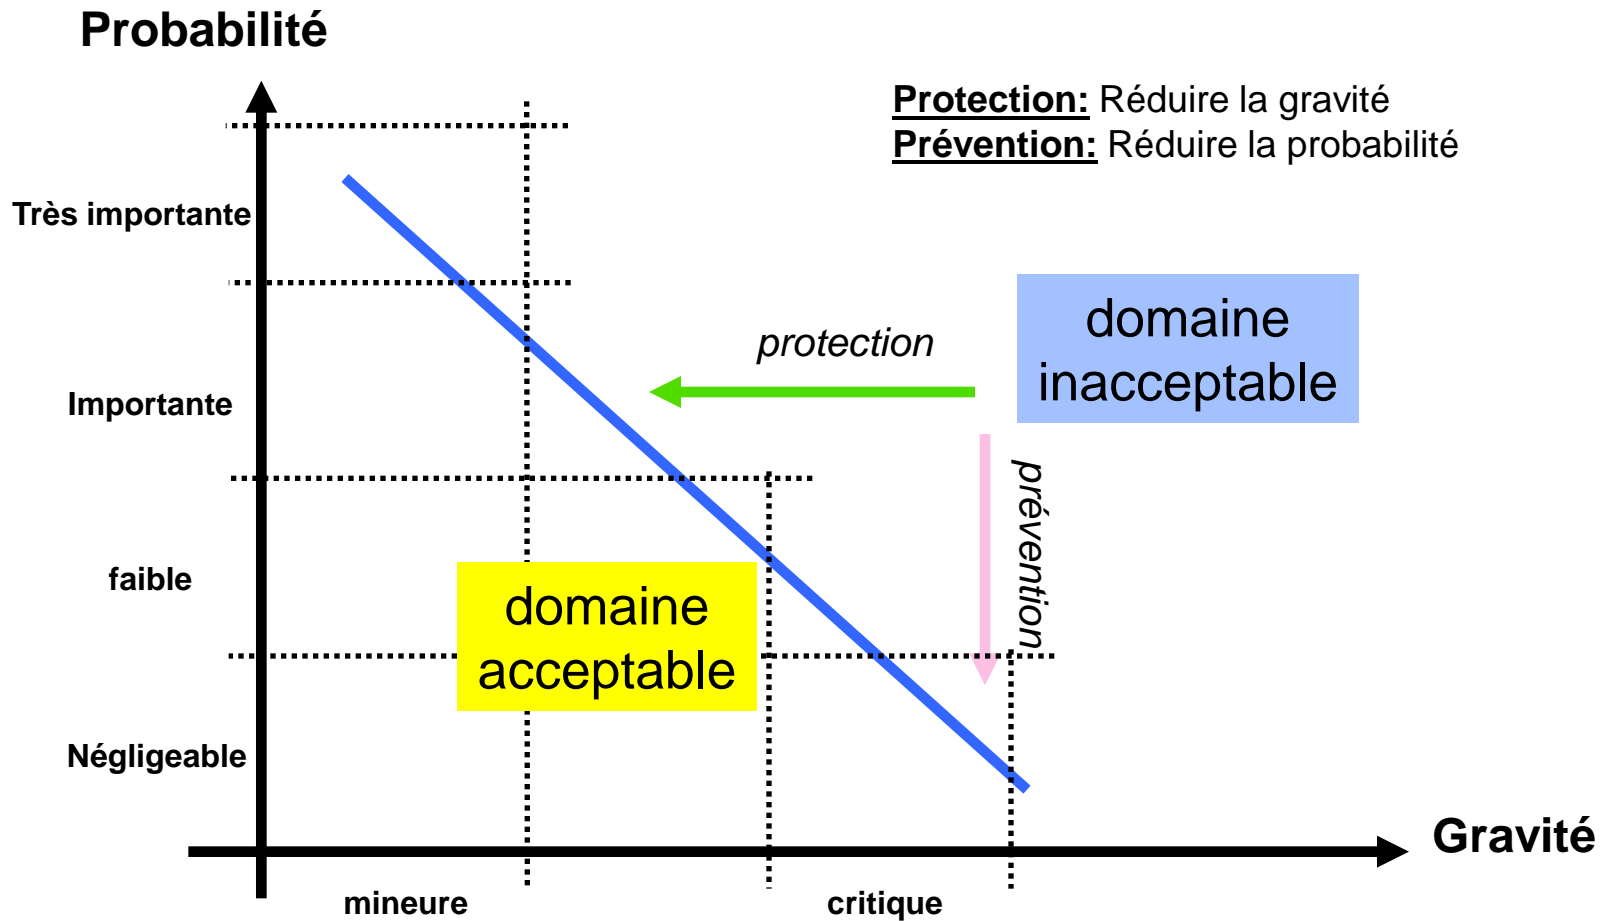 Probabilité
Protection: Réduire la gravité
Prévention: Réduire la probabilité
Très importante
domaine
inacceptable
protection
Importante
prévention
faible
domaine
acceptable
Négligeable
Gravité
mineure
critique